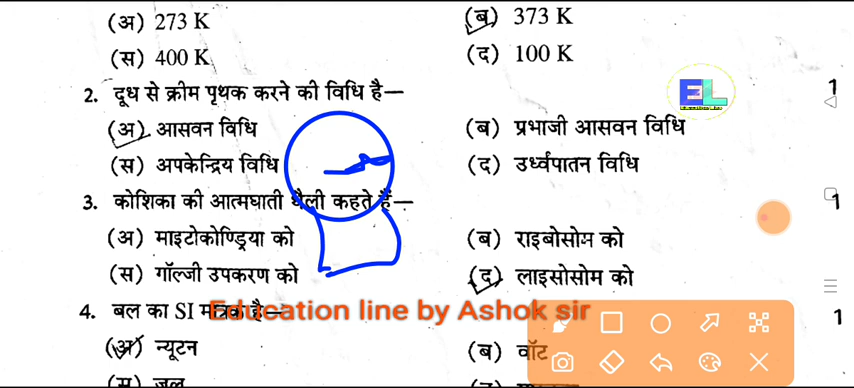 (अ) 273 K (ब) 373 K
(स) 400 K (द) 100 K
2. दूध से क्रीम पृथक करने की विधि है— 1
(अ) आसवन विधि (ब) प्रभाजी आसवन विधि
(स) अपकेन्द्रिय विधि (द) उर्ध्वपातन विधि
3. कोशिका की आत्मघाती थैली कहते हैं— 1
(अ) माइटोकोण्ड्रिया को (ब) राइबोसोम को
(स) गॉल्जी उपकरण को (द) लाइसोसोम को
Education line by Ashok sir
4. बल का SI मात्रक है— 1
(अ) न्यूटन (ब) वॉट
(स) जूल
EL